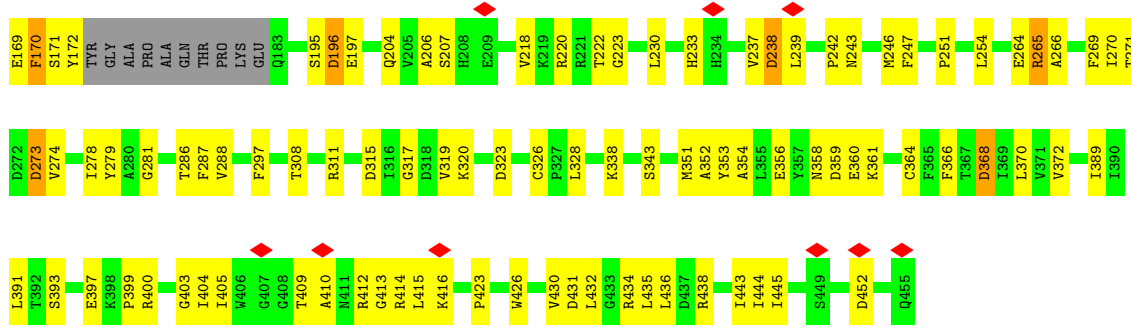 E169 F170 S171 Y172 TYR GLY ALA PRO ALA GLN THR PRO LYS GLU Q183 S195 D196 E197 Q204 V205 A206 S207 H208 E209 V218 K219 R220 R221 T222 G223 L230 H233 H234 V237 D238 L239 P242 N243 M246 F247 P251 L254 E264 R265 A266 F269 I270 T271
D272 D273 V274 I278 Y279 A280 G281 T286 F287 V288 F297 T308 R311 D315 I316 G317 D318 V319 K320 D323 C326 P327 L328 K338 S343 M351 A352 Y353 A354 L355 E356 Y357 N358 D359 E360 K361 C364 F365 F366 T367 D368 I369 L370 V371 V372 I389 I390
L391 T392 S393 E397 K398 P399 R400 G403 I404 I405 W406 G407 G408 T409 A410 N411 R412 G413 R414 L415 K416 P423 W426 V430 D431 L432 G433 R434 L435 L436 D437 R438 I443 I444 I445 S449 D452 Q455